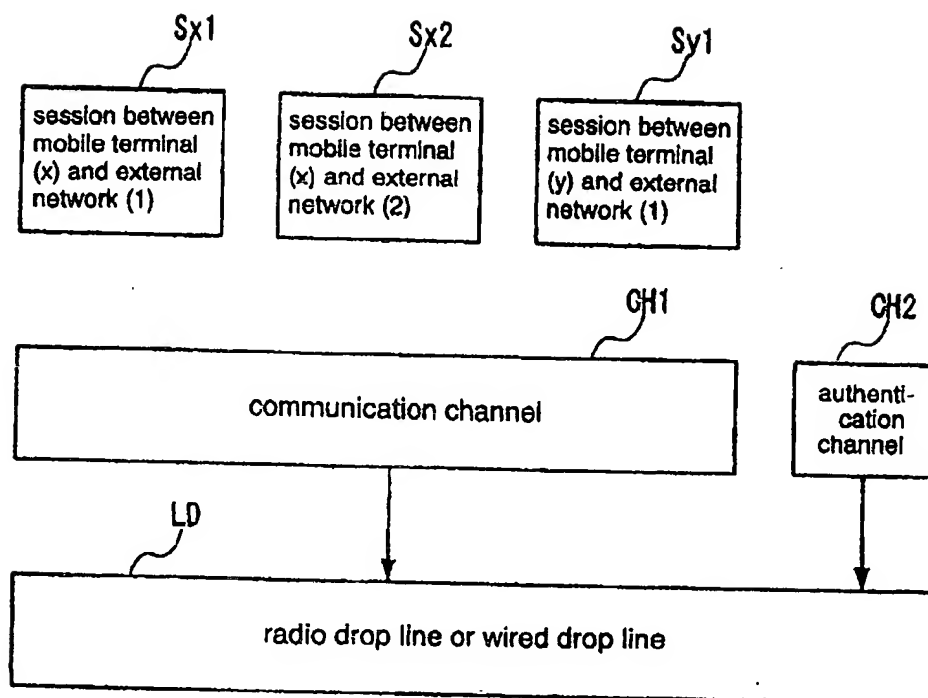 Sx1
Sx2
Sy1
session between
mobile terminal
(x) and external
network (1)
session between
mobile terminal
(x) and external
network (2)
session between
mobile terminal
(y) and external
network (1)
CH1
CH2
communication channel
authenti-
cation
channel
LD
radio drop line or wired drop line